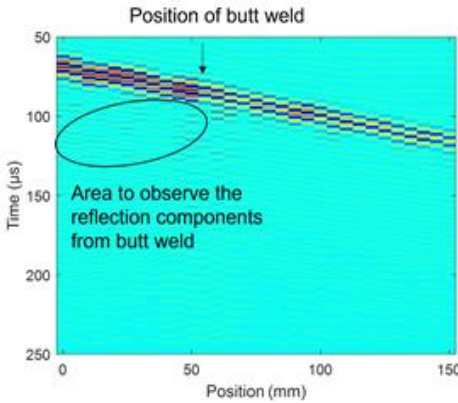 Position of butt weld
50
100
150
200
250
Time (μs)
Area to observe the
reflection components
from butt weld
0
50
100
150
Position (mm)